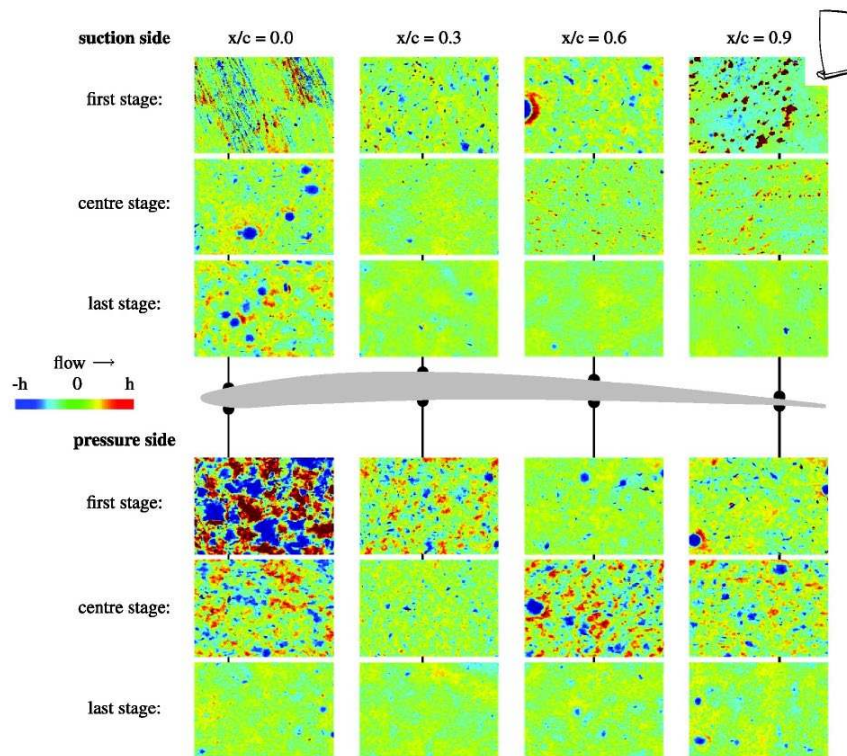 suction side x/c = 0.0 x/c = 0.3 x/c = 0.6 x/c = 0.9
first stage:
centre stage:
last stage:
flow →
-h 0 h
pressure side
first stage:
centre stage:
last stage: